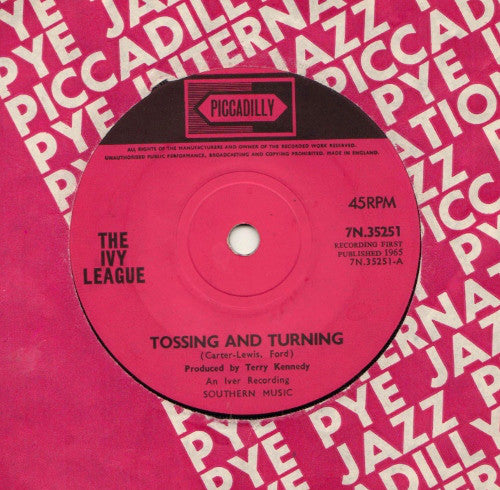 PYE INTERNATIONAL
JAZZ
PICCADILLY
PYE
PICCADILLY
ALL RIGHTS OF THE MANUFACTURERS AND OWNER OF THE RECORDED WORK RESERVED.
UNAUTHORISED PUBLIC PERFORMANCE, BROADCASTING AND COPYING PROHIBITED. MADE IN ENGLAND.
45RPM
7N.35251
RECORDING FIRST
PUBLISHED 1965
7N.35251-A
THE
IVY
LEAGUE
TOSSING AND TURNING
(Carter-Lewis, Ford)
Produced by Terry Kennedy
An Iver Recording
SOUTHERN MUSIC
PYE JAZZ
PICCADILLY
PYE INTERNATIONAL